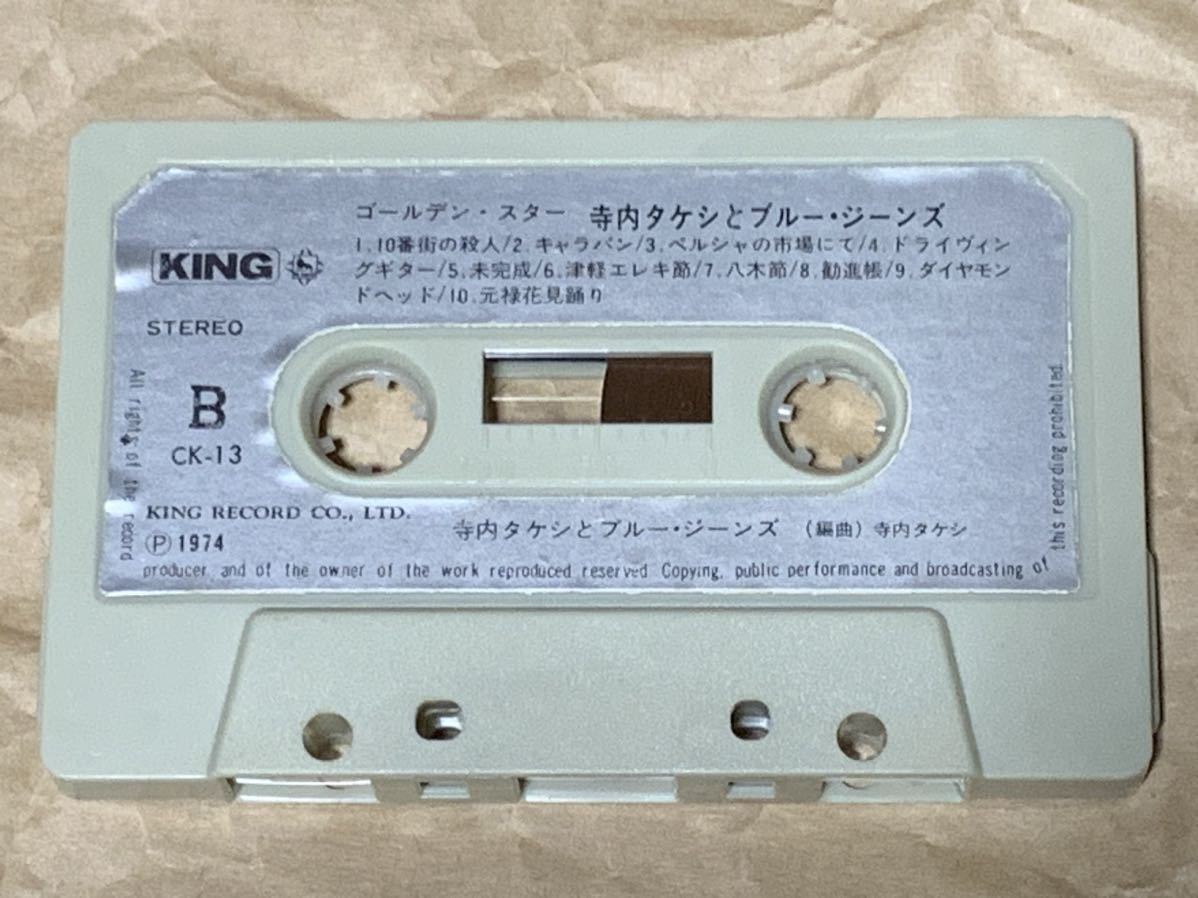 ゴールデン・スター 寺内タケシとブルー・ジーンズ
1. 10番街の殺人/2. キャラバン/3. ペルシャの市場にて/4. ドライヴィン
グギター/5. 未完成/6. 津軽エレキ節/7. 八木節/8. 勧進帳/9. ダイヤモン
ドヘッド/10. 元禄花見踊り
KING
STEREO
B
CK-13
KING RECORD CO., LTD.
Ⓟ 1974
寺内タケシとブルー・ジーンズ (編曲) 寺内タケシ
All rights of the record
producer and of the owner of the work reproduced reserved Copying, public performance and broadcasting of
this recording prohibited.